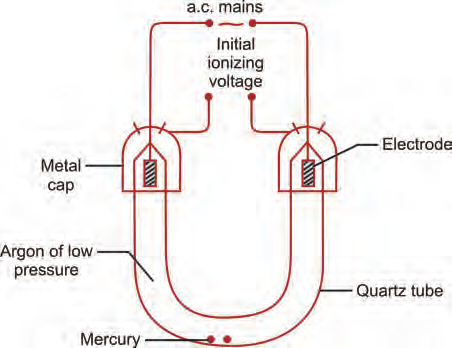 a.c. mains
Initial
ionizing
voltage
Electrode
Metal
cap
Argon of low
pressure
Quartz tube
Mercury